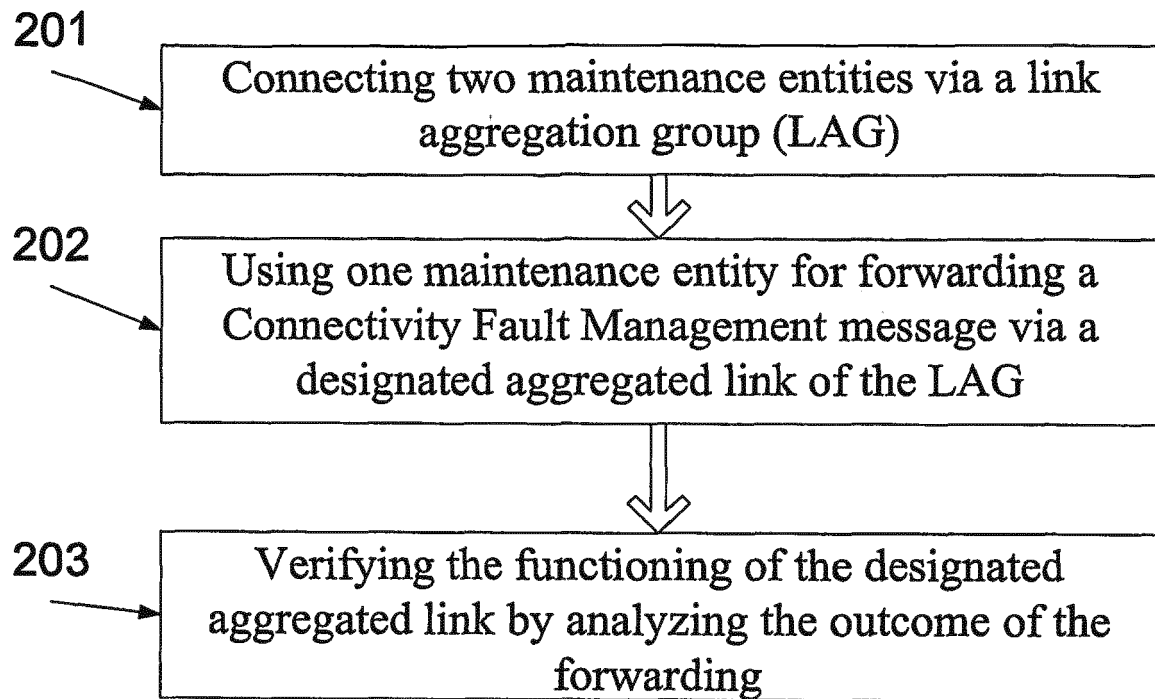 201
Connecting two maintenance entities via a link
aggregation group (LAG)
202
Using one maintenance entity for forwarding a
Connectivity Fault Management message via a
designated aggregated link of the LAG
203
Verifying the functioning of the designated
aggregated link by analyzing the outcome of the
forwarding